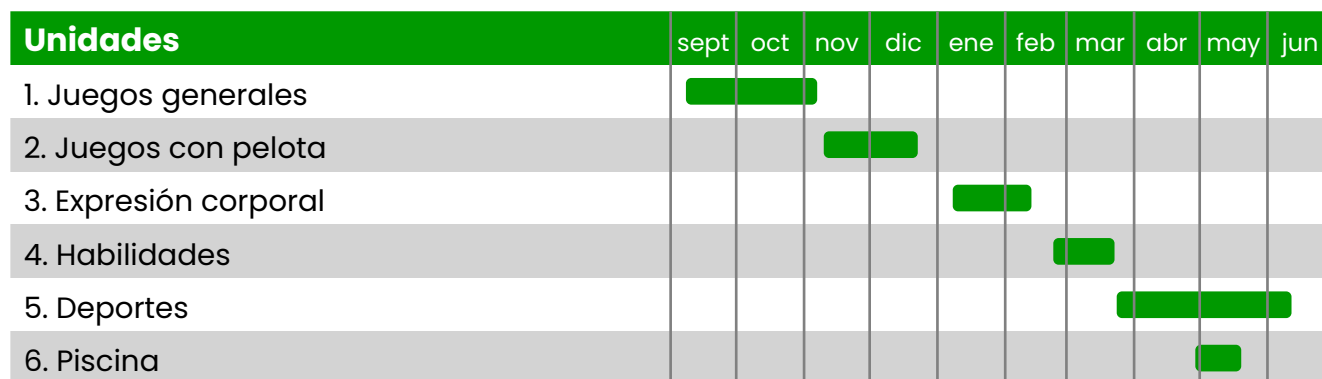 Unidades sept oct nov dic ene feb mar abr may jun
1. Juegos generales
2. Juegos con pelota
3. Expresión corporal
4. Habilidades
5. Deportes
6. Piscina